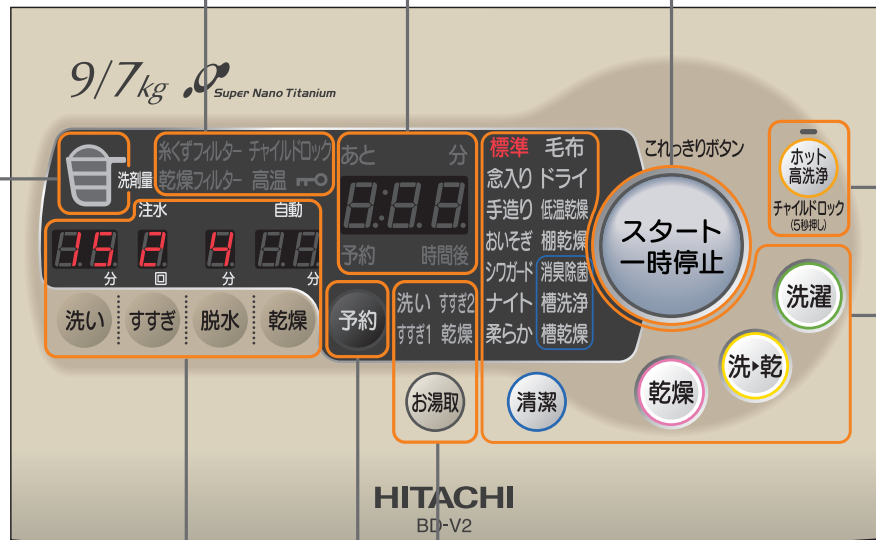 9/7kg Super Nano Titanium
洗剤量
糸くずフィルター チャイルドロック
乾燥フィルター 高温
注水 自動
15 2 4
分 回 分 分
洗い すすぎ 脱水 乾燥
あと 分
8:88
予約 時間後
予約
洗い すすぎ2
すすぎ1 乾燥
お湯取
標準 毛布
念入り ドライ
手造り 低温乾燥
おいそぎ 棚乾燥
シワガード 消臭除菌
ナイト 槽洗浄
柔らか 槽乾燥
清潔
これっきりボタン
スタート
一時停止
ホット
高洗浄
チャイルドロック
(5秒押し)
洗濯
洗▸乾
乾燥
HITACHI
BD-V2